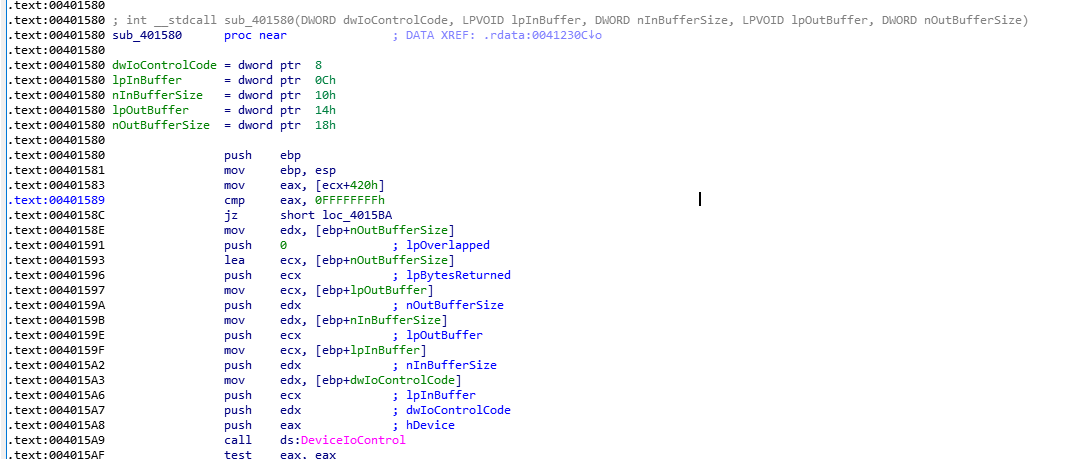 .text:00401580
.text:00401580 ; int __stdcall sub_401580(DWORD dwIoControlCode, LPVOID lpInBuffer, DWORD nInBufferSize, LPVOID lpOutBuffer, DWORD nOutBufferSize)
.text:00401580 sub_401580 proc near ; DATA XREF: .rdata:0041230C↓o
.text:00401580
.text:00401580 dwIoControlCode = dword ptr 8
.text:00401580 lpInBuffer = dword ptr 0Ch
.text:00401580 nInBufferSize = dword ptr 10h
.text:00401580 lpOutBuffer = dword ptr 14h
.text:00401580 nOutBufferSize = dword ptr 18h
.text:00401580
.text:00401580 push ebp
.text:00401581 mov ebp, esp
.text:00401583 mov eax, [ecx+420h]
.text:00401589 cmp eax, 0FFFFFFFFh
.text:0040158C jz short loc_4015BA
.text:0040158E mov edx, [ebp+nOutBufferSize]
.text:00401591 push 0 ; lpOverlapped
.text:00401593 lea ecx, [ebp+nOutBufferSize]
.text:00401596 push ecx ; lpBytesReturned
.text:00401597 mov ecx, [ebp+lpOutBuffer]
.text:0040159A push edx ; nOutBufferSize
.text:0040159B mov edx, [ebp+nInBufferSize]
.text:0040159E push ecx ; lpOutBuffer
.text:0040159F mov ecx, [ebp+lpInBuffer]
.text:004015A2 push edx ; nInBufferSize
.text:004015A3 mov edx, [ebp+dwIoControlCode]
.text:004015A6 push ecx ; lpInBuffer
.text:004015A7 push edx ; dwIoControlCode
.text:004015A8 push eax ; hDevice
.text:004015A9 call ds:DeviceIoControl
.text:004015AF test eax, eax